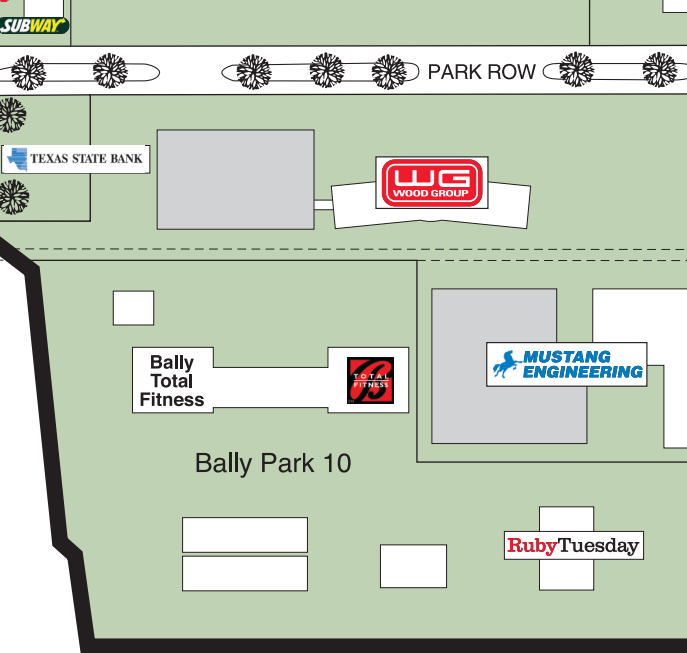 SUBWAY
PARK ROW
TEXAS STATE BANK
WG
WOOD GROUP
Bally
Total
Fitness
TOTAL
FITNESS
MUSTANG
ENGINEERING
Bally Park 10
RubyTuesday